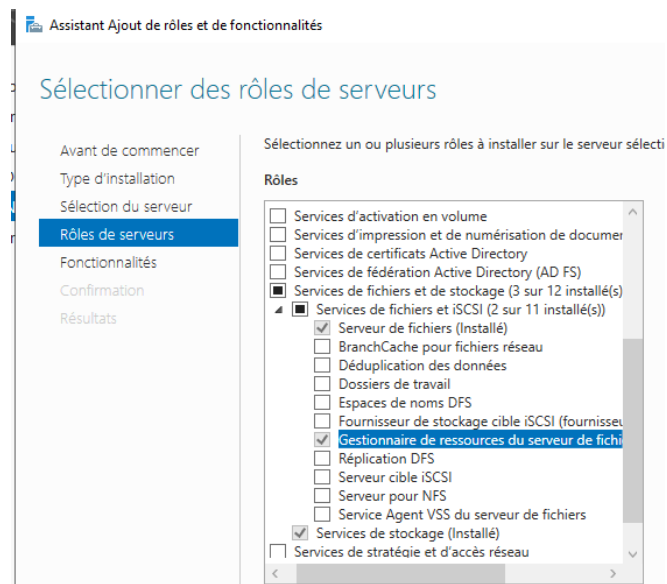 Assistant Ajout de rôles et de fonctionnalités
Sélectionner des rôles de serveurs
Avant de commencer
Type d'installation
Sélection du serveur
Rôles de serveurs
Fonctionnalités
Confirmation
Résultats
Sélectionnez un ou plusieurs rôles à installer sur le serveur sélecti
Rôles
Services d'activation en volume
Services d'impression et de numérisation de documer
Services de certificats Active Directory
Services de fédération Active Directory (AD FS)
Services de fichiers et de stockage (3 sur 12 installé(s)
Services de fichiers et iSCSI (2 sur 11 installé(s))
Serveur de fichiers (Installé)
BranchCache pour fichiers réseau
Déduplication des données
Dossiers de travail
Espaces de noms DFS
Fournisseur de stockage cible iSCSI (fournisseu
Gestionnaire de ressources du serveur de fichi
Réplication DFS
Serveur cible iSCSI
Serveur pour NFS
Service Agent VSS du serveur de fichiers
Services de stockage (Installé)
Services de stratégie et d'accès réseau